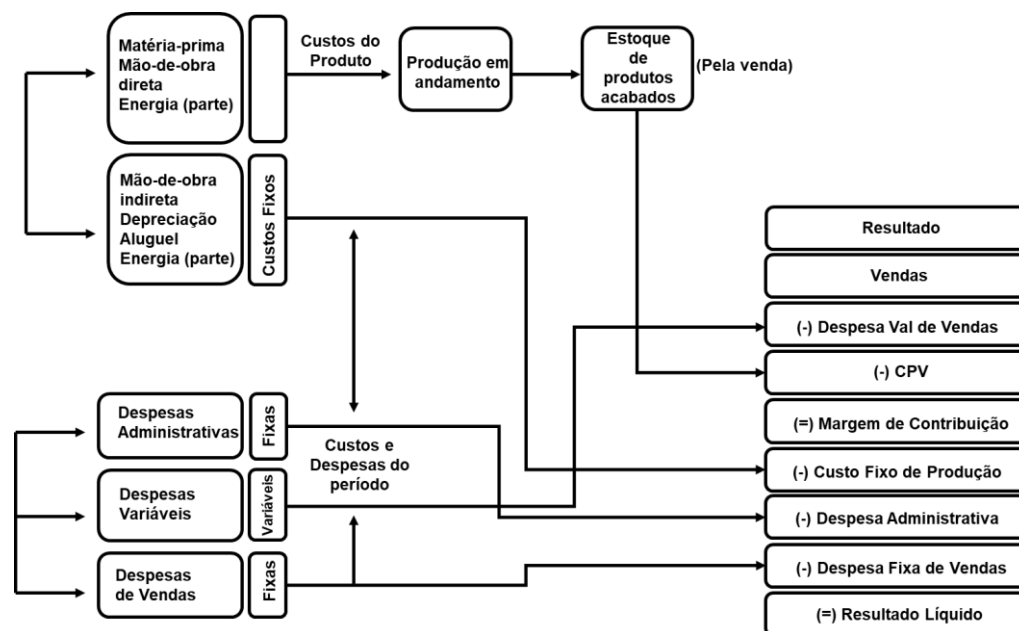 Matéria-prima
Mão-de-obra
direta
Energia (parte)
Custos do
Produto
Produção em
andamento
Estoque
de
produtos
acabados
(Pela venda)
Mão-de-obra
indireta
Depreciação
Aluguel
Energia (parte)
Custos Fixos
Resultado
Vendas
(-) Despesa Val de Vendas
(-) CPV
(=) Margem de Contribuição
(-) Custo Fixo de Produção
(-) Despesa Administrativa
(-) Despesa Fixa de Vendas
(=) Resultado Líquido
Despesas
Administrativas
Fixas
Custos e
Despesas do
período
Despesas
Variáveis
Variáveis
Despesas
de Vendas
Fixas